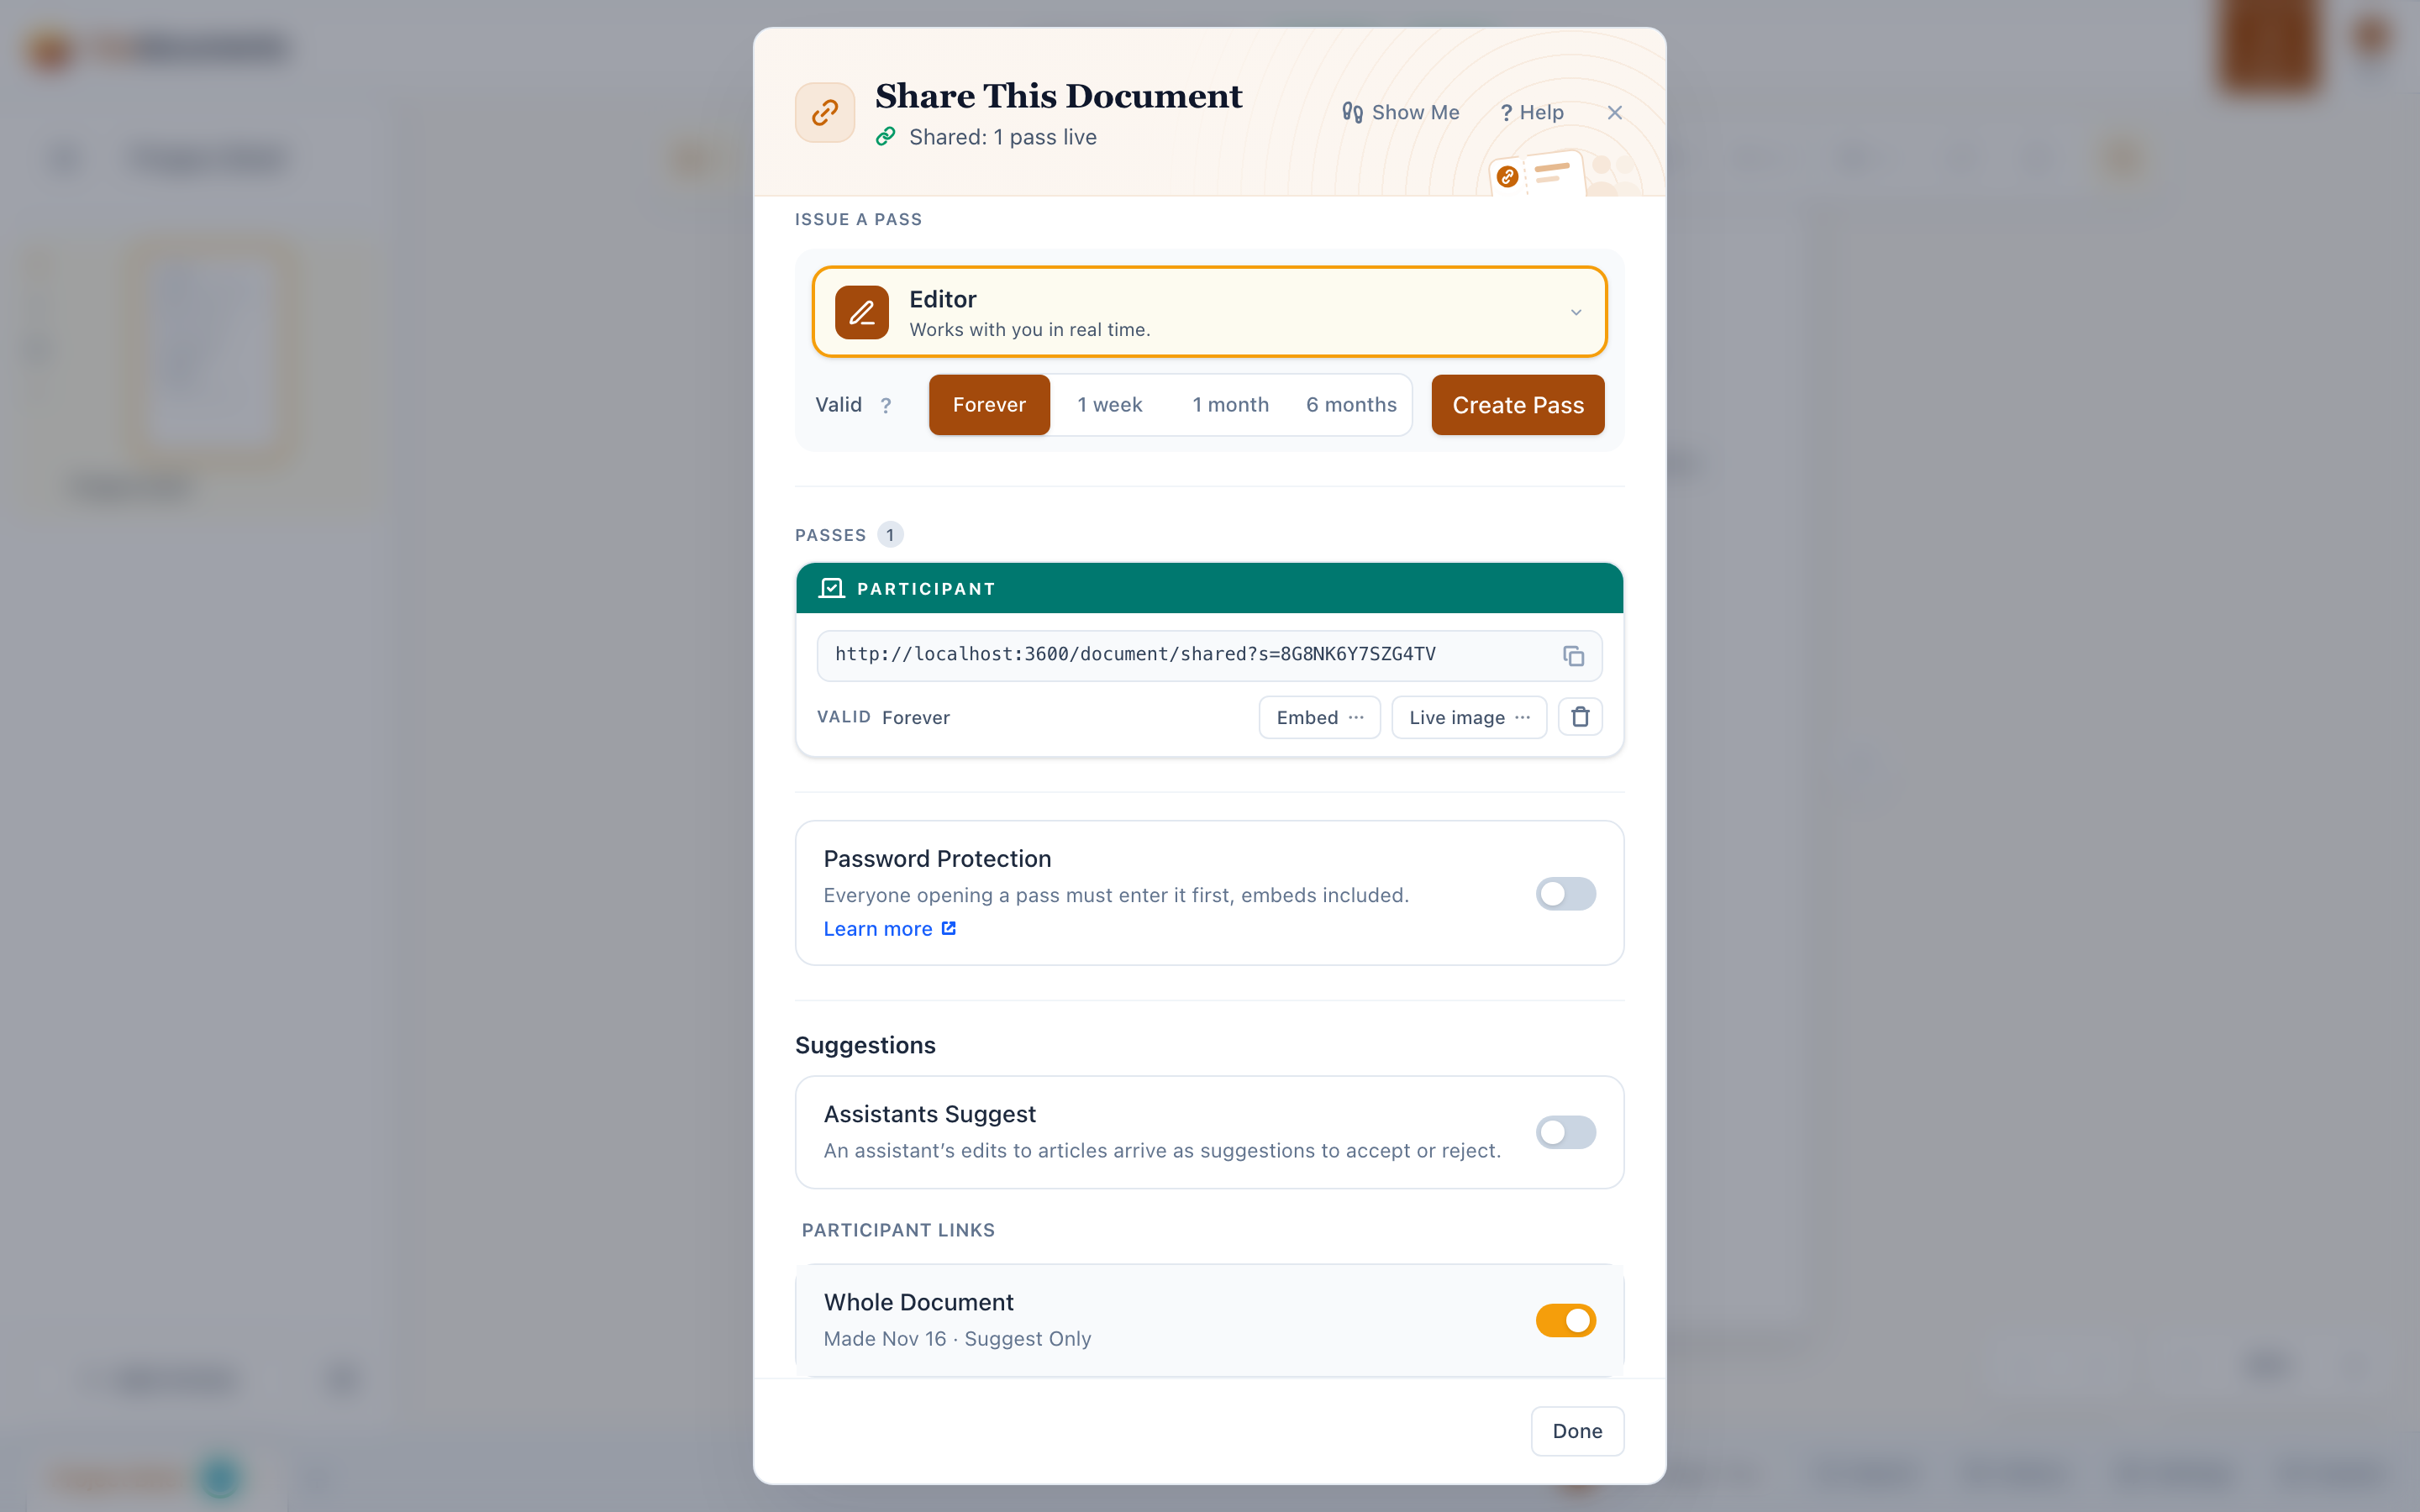 Share This Document
Shared: 1 pass live
Show Me
? Help
ISSUE A PASS
Editor
Works with you in real time.
Valid ?
Forever
1 week
1 month
6 months
Create Pass
PASSES 1
PARTICIPANT
http://localhost:3600/document/shared?s=8G8NK6Y7SZG4TV
VALID Forever
Embed ···
Live image ···
Password Protection
Everyone opening a pass must enter it first, embeds included.
Learn more
Suggestions
Assistants Suggest
An assistant’s edits to articles arrive as suggestions to accept or reject.
PARTICIPANT LINKS
Whole Document
Made Nov 16 · Suggest Only
Done